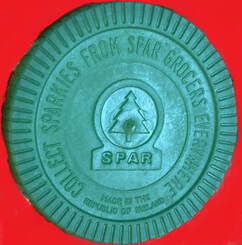 COLLECT SPARKIES FROM SPAR GROCERS EVERYWHERE
SPAR
MADE IN THE
REPUBLIC OF IRELAND